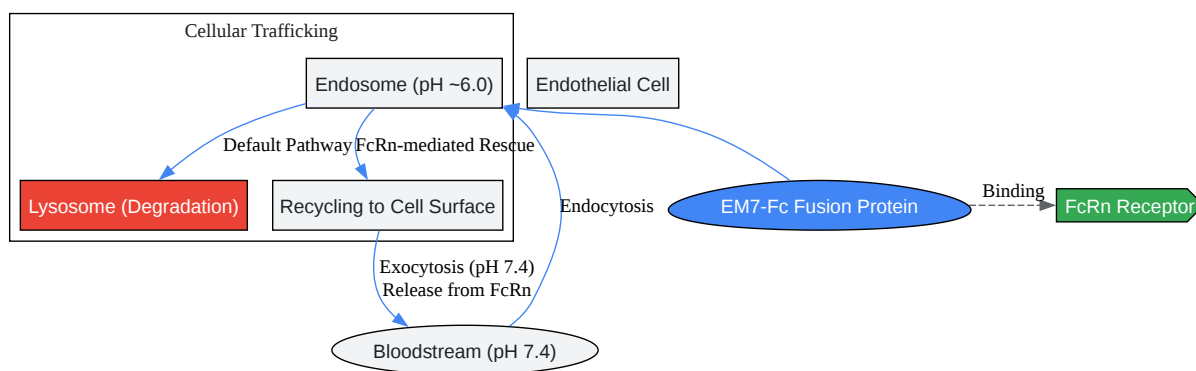 Cellular Trafficking
Endosome (pH ~6.0)
Endothelial Cell
Default Pathway
FcRn-mediated Rescue
Lysosome (Degradation)
Recycling to Cell Surface
Endocytosis
EM7-Fc Fusion Protein
Binding
FcRn Receptor
Exocytosis (pH 7.4)
Release from FcRn
Bloodstream (pH 7.4)